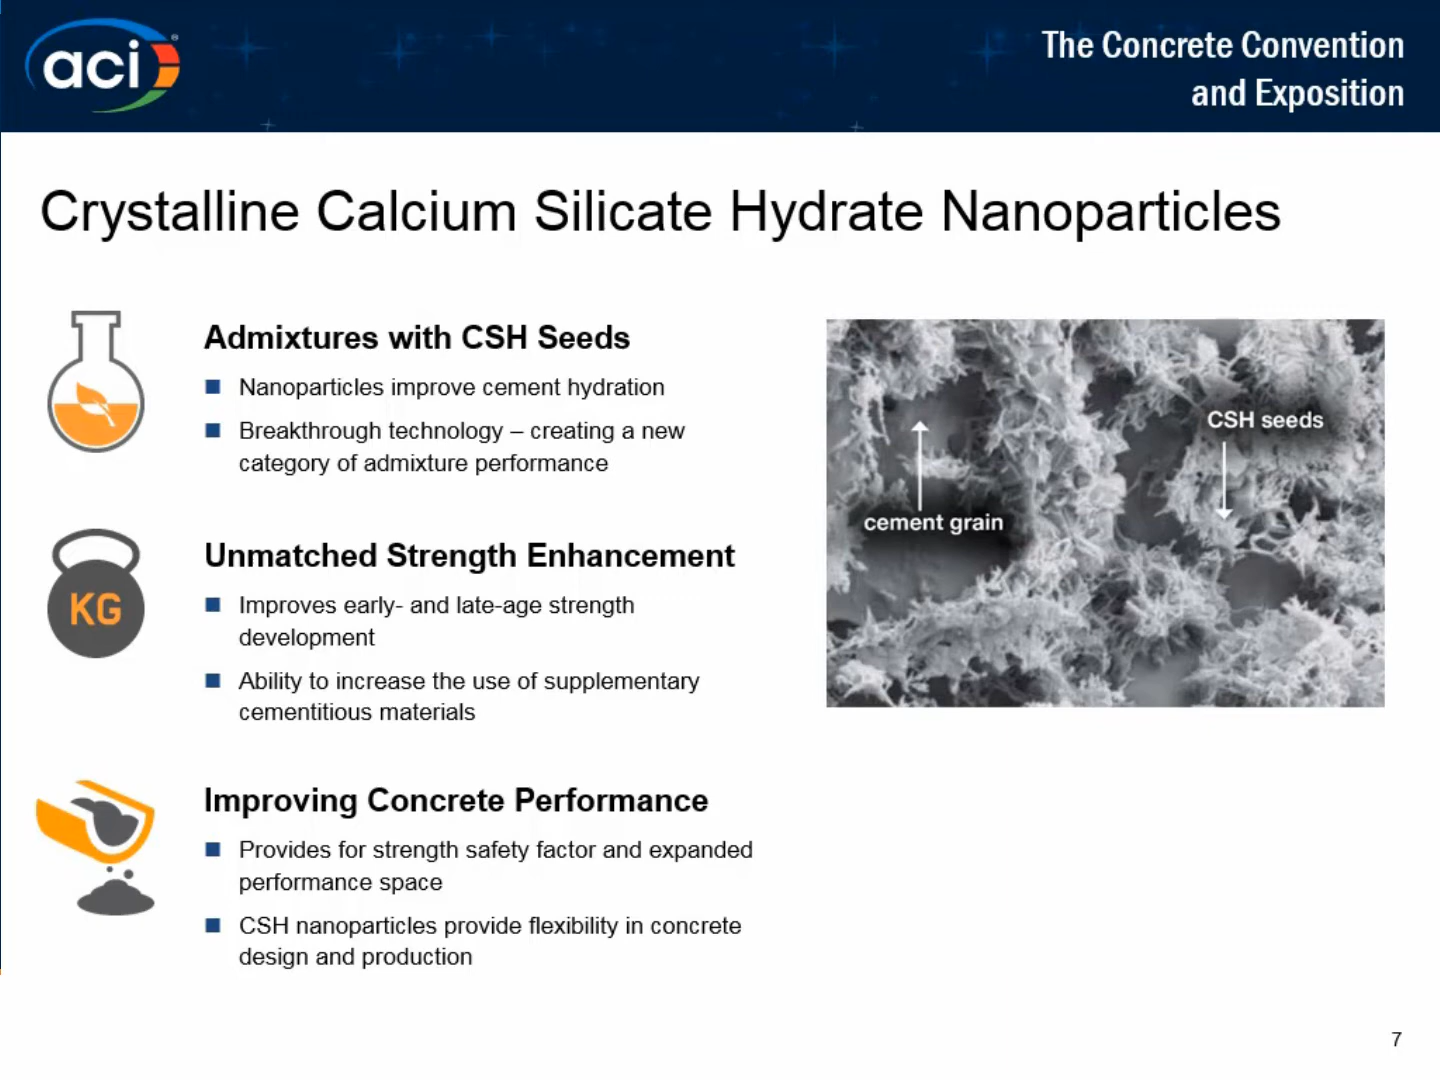 aci
®
The Concrete Convention
and Exposition
Crystalline Calcium Silicate Hydrate Nanoparticles
Admixtures with CSH Seeds
Nanoparticles improve cement hydration
Breakthrough technology – creating a new
category of admixture performance
KG
Unmatched Strength Enhancement
Improves early- and late-age strength
development
Ability to increase the use of supplementary
cementitious materials
Improving Concrete Performance
Provides for strength safety factor and expanded
performance space
CSH nanoparticles provide flexibility in concrete
design and production
CSH seeds
cement grain
7